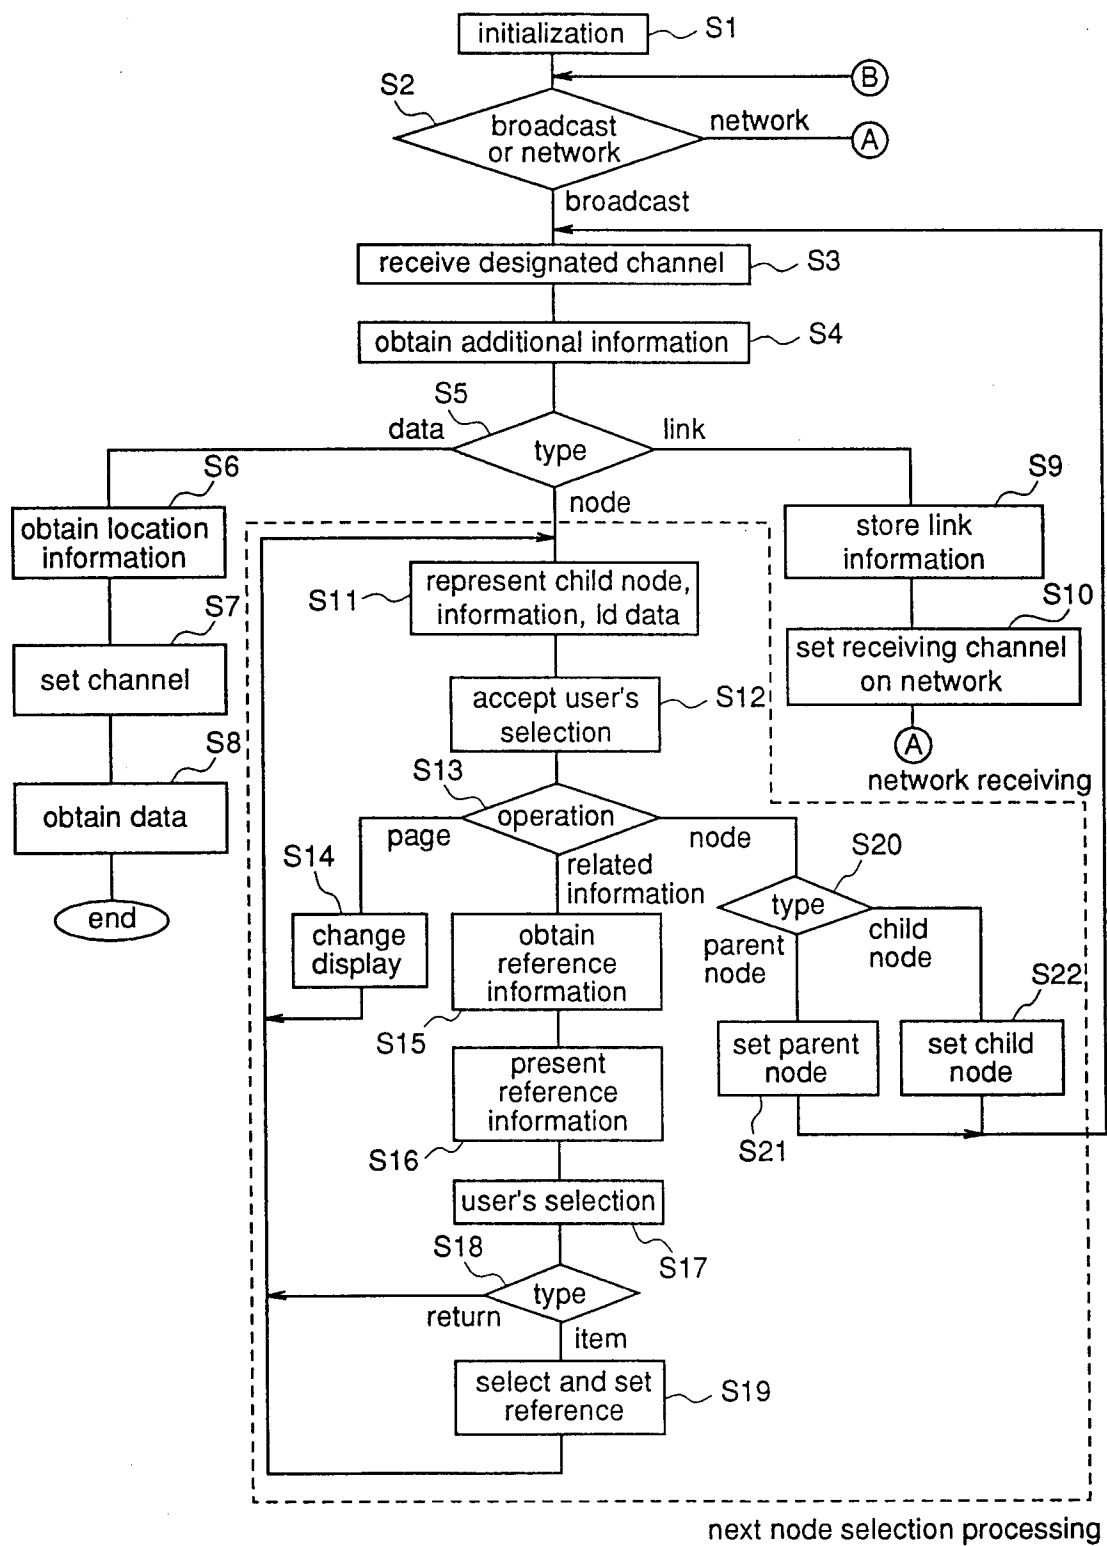 initialization
S1
B
S2
broadcast
or network
network
A
broadcast
receive designated channel
S3
obtain additional information
S4
S5
data
type
link
node
S6
obtain location
information
S7
set channel
S8
obtain data
end
S9
store link
information
S10
set receiving channel
on network
A
network receiving
S11
represent child node,
information, Id data
accept user's
selection
S12
S13
operation
page
related
information
node
S14
change
display
obtain
reference
information
S15
present
reference
information
S16
user's selection
S17
S18
type
return
item
select and set
reference
S19
S20
type
parent
node
child
node
set parent
node
S21
S22
set child
node
next node selection processing